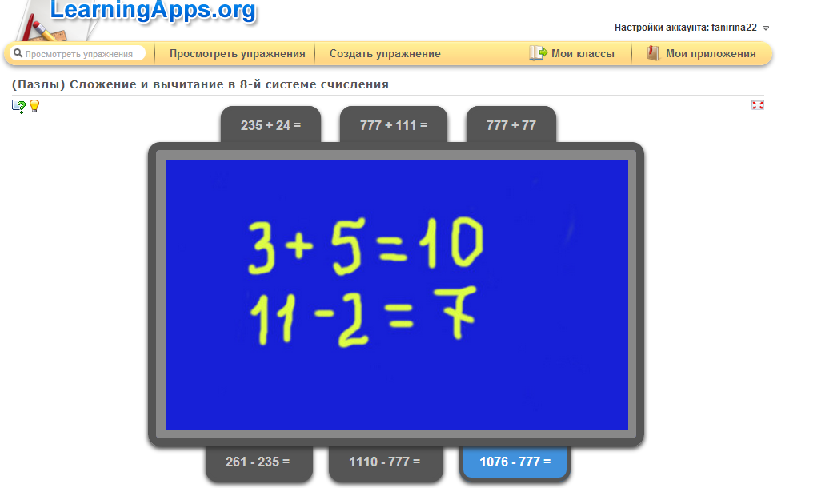 LearningApps.org
Настройки аккаунта: fanirina22
Просмотреть упражнения
Просмотреть упражнения
Создать упражнение
Мои классы
Мои приложения
(Пазлы) Сложение и вычитание в 8-й системе счисления
235 + 24 =
777 + 111 =
777 + 77
3 + 5 = 10
11 - 2 = 7
261 - 235 =
1110 - 777 =
1076 - 777 =